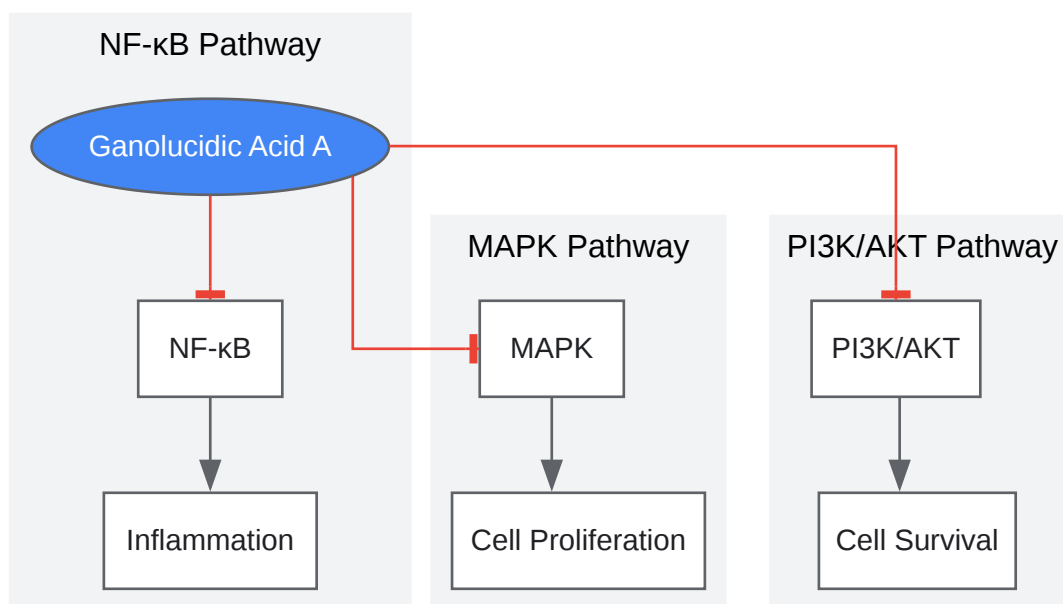 NF-κB Pathway
Ganolucidic Acid A
MAPK Pathway
PI3K/AKT Pathway
NF-κB
MAPK
PI3K/AKT
Inflammation
Cell Proliferation
Cell Survival